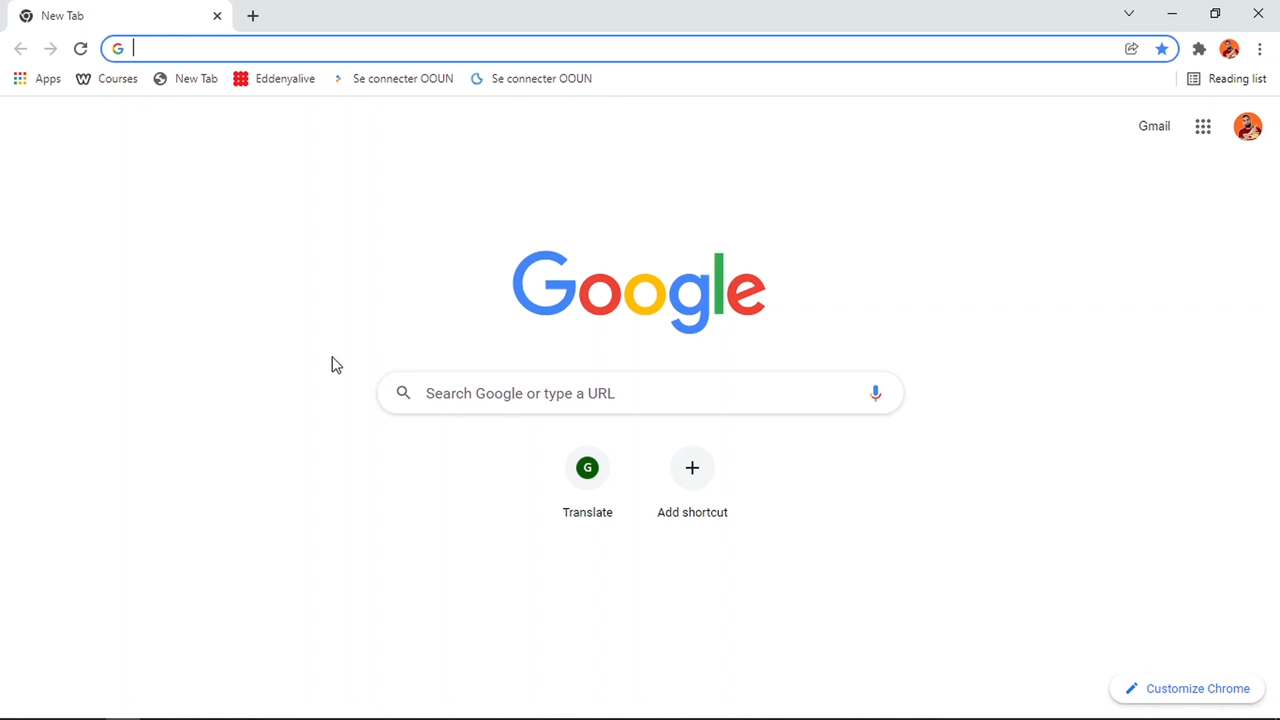 New Tab
Apps Courses New Tab Eddenyalive Se connecter OOUN Se connecter OOUN Reading list
Gmail
Google
Search Google or type a URL
G
Translate Add shortcut
Customize Chrome